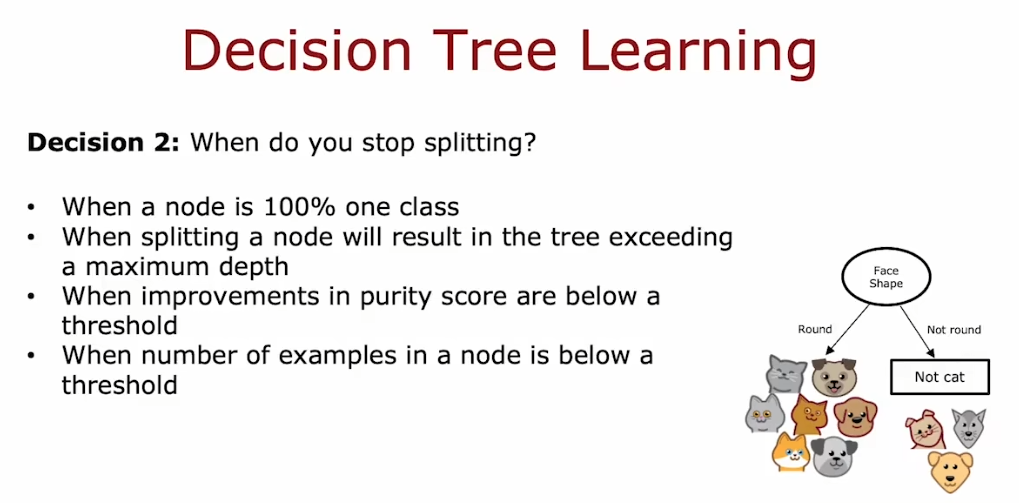 Decision Tree Learning
Decision 2: When do you stop splitting?
• When a node is 100% one class
• When splitting a node will result in the tree exceeding
a maximum depth
• When improvements in purity score are below a
threshold
• When number of examples in a node is below a
threshold
Face
Shape
Round
Not round
Not cat